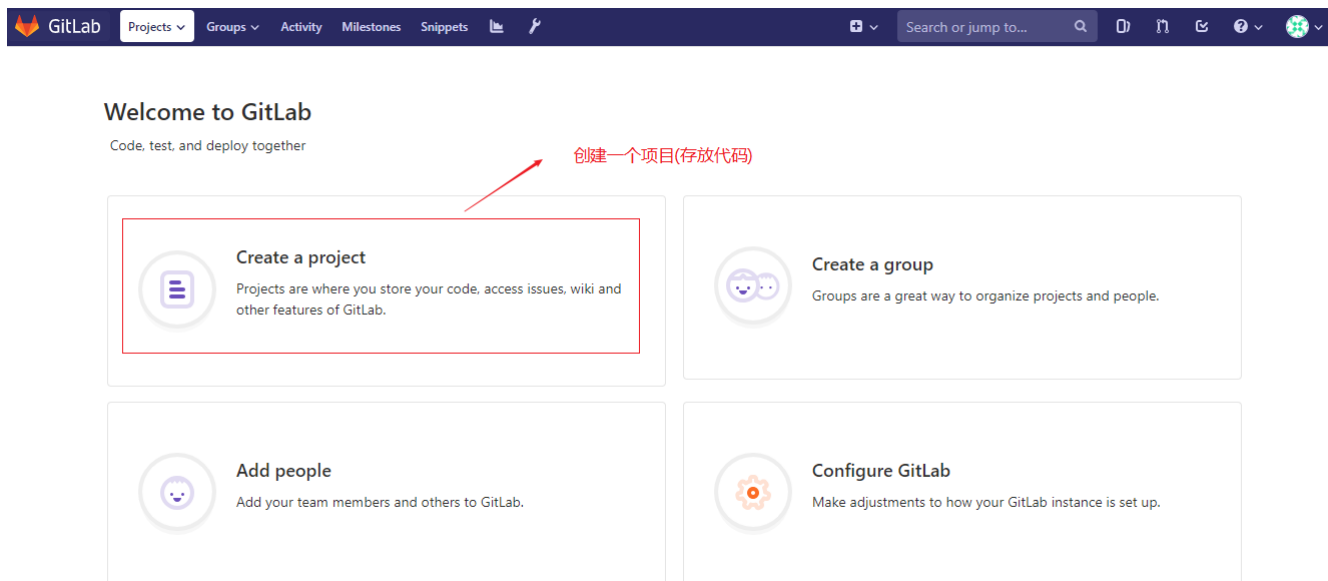 GitLab Projects Groups Activity Milestones Snippets Search or jump to...
Welcome to GitLab
Code, test, and deploy together
创建一个项目(存放代码)
Create a project
Projects are where you store your code, access issues, wiki and
other features of GitLab.
Create a group
Groups are a great way to organize projects and people.
Add people
Add your team members and others to GitLab.
Configure GitLab
Make adjustments to how your GitLab instance is set up.